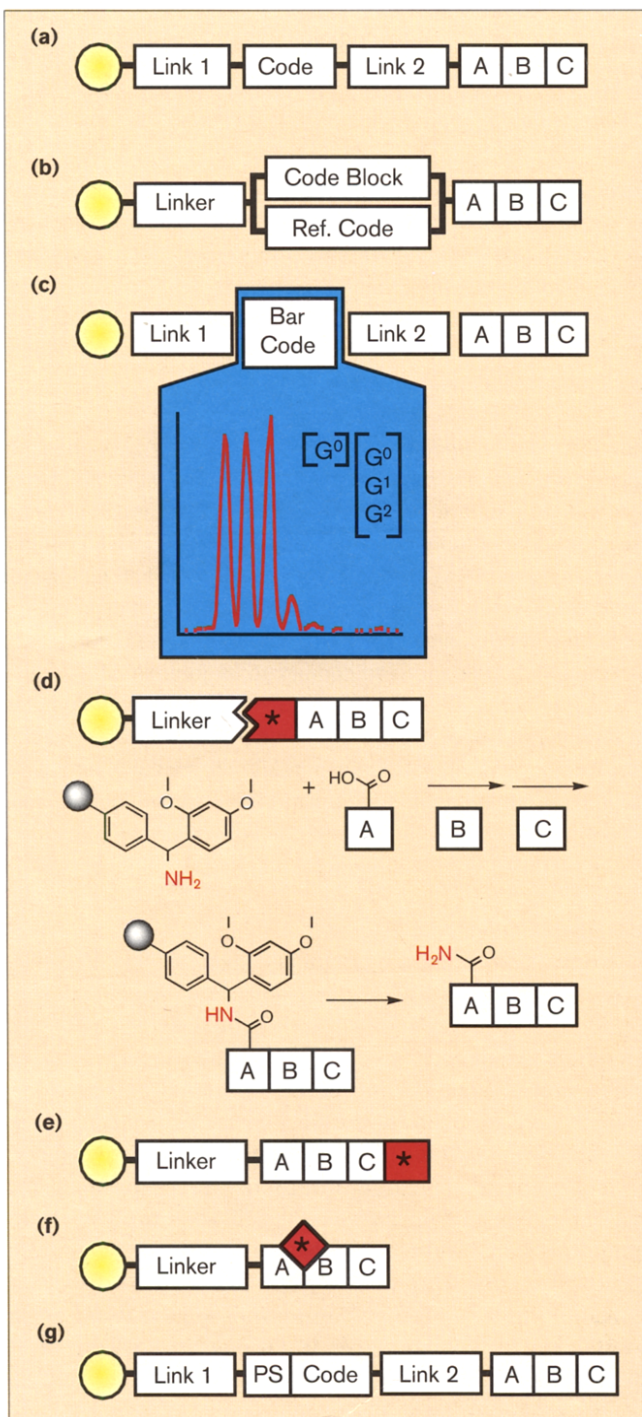 (a)
Link 1 Code Link 2 A B C
(b)
Code Block
Linker A B C
Ref. Code
(c)
Link 1 Bar Code Link 2 A B C
[G⁰] [G⁰
G¹
G²]
(d)
Linker * A B C
O O + HO O
A B C
NH₂
O O
H₂N O
HN O
A B C
A B C
(e)
Linker A B C *
(f)
*
Linker A B C
(g)
Link 1 PS Code Link 2 A B C